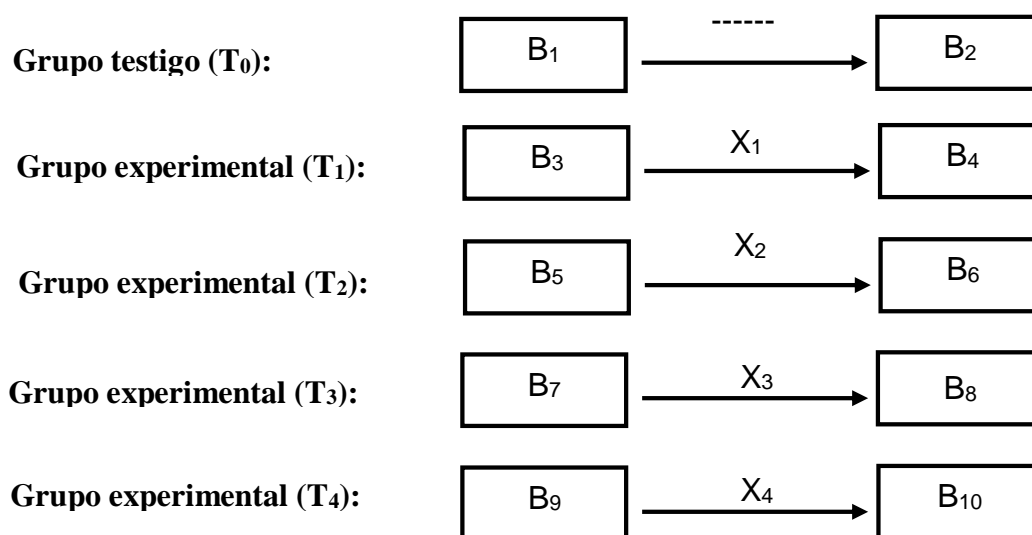 Grupo testigo (T₀): B₁ ------ B₂
Grupo experimental (T₁): B₃ X₁ B₄
Grupo experimental (T₂): B₅ X₂ B₆
Grupo experimental (T₃): B₇ X₃ B₈
Grupo experimental (T₄): B₉ X₄ B₁₀